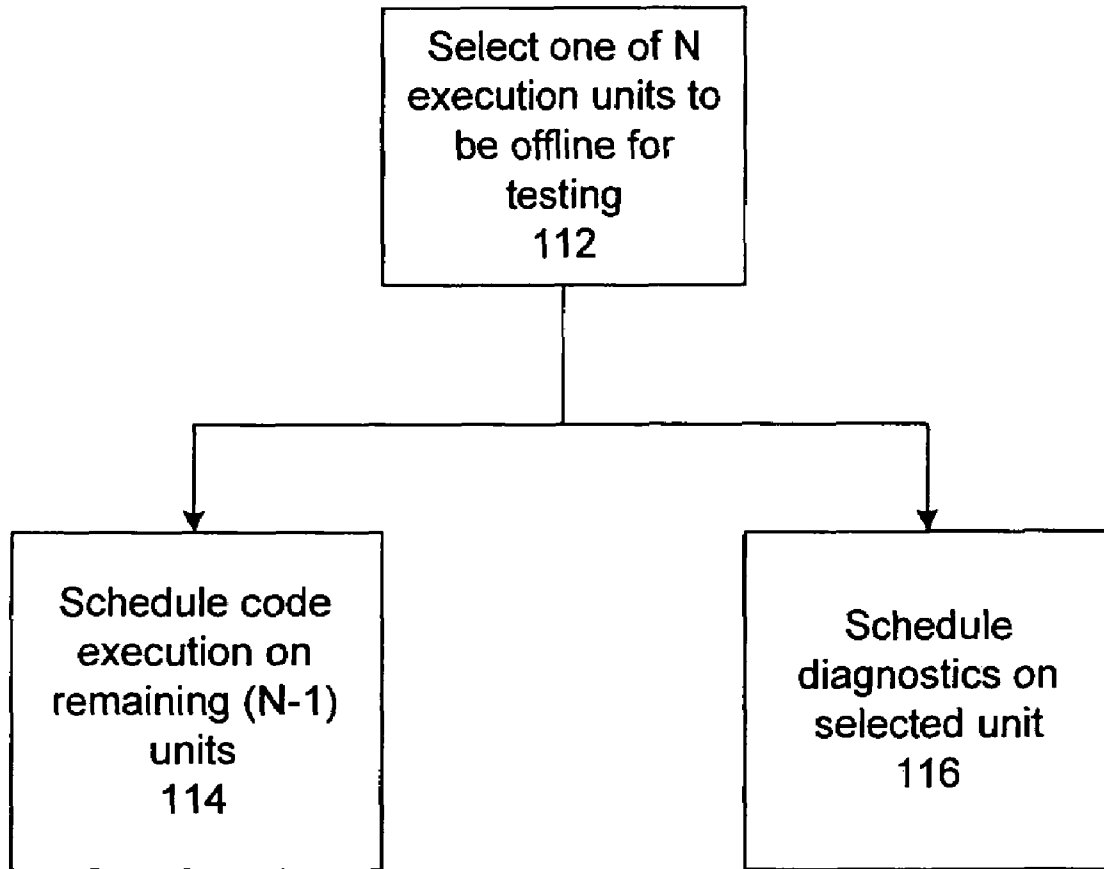 Select one of N
execution units to
be offline for
testing
112
Schedule code
execution on
remaining (N-1)
units
114
Schedule
diagnostics on
selected unit
116